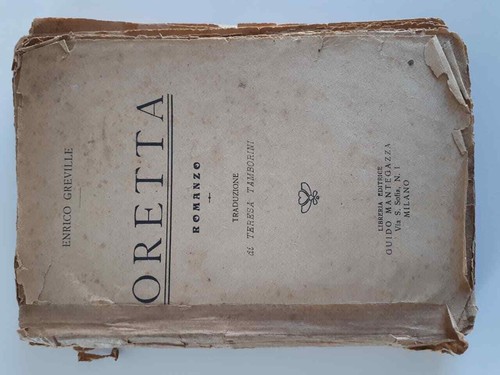 ENRICO GREVILLE
ORETTA
ROMANZO
TRADUZIONE
di TERESA TAMBORINI
LIBRERIA EDITRICE
GUIDO MANTEGAZZA
Via S. Sofia, N. 1
MILANO